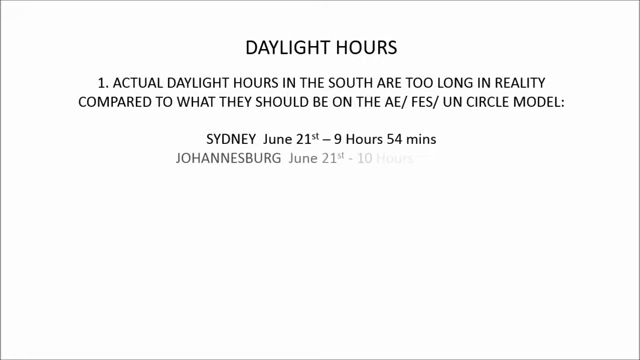 DAYLIGHT HOURS
1. ACTUAL DAYLIGHT HOURS IN THE SOUTH ARE TOO LONG IN REALITY
COMPARED TO WHAT THEY SHOULD BE ON THE AE/ FES/ UN CIRCLE MODEL:
SYDNEY June 21st – 9 Hours 54 mins
JOHANNESBURG June 21st - 10 Hours